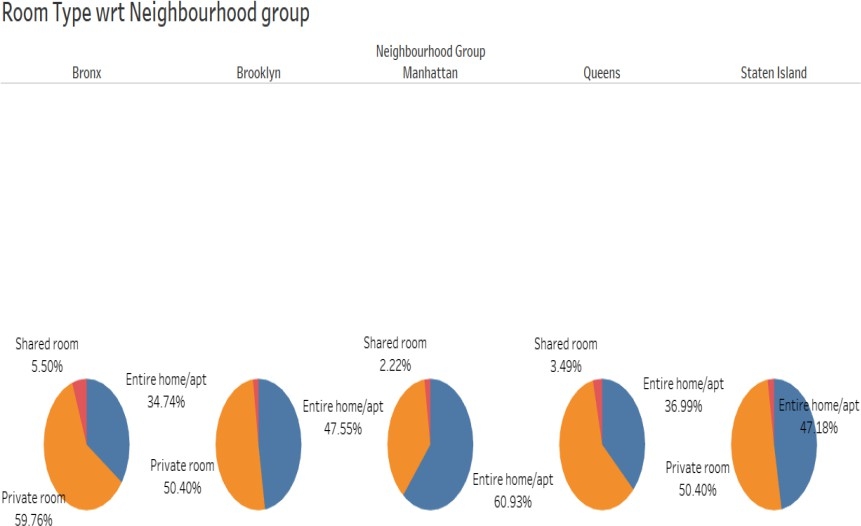 Room Type wrt Neighbourhood group
Neighbourhood Group
Bronx Brooklyn Manhattan Queens Staten Island
Shared room
5.50%
Entire home/apt
34.74%
Private room
59.76%
Entire home/apt
47.55%
Private room
50.40%
Shared room
2.22%
Entire home/apt
60.93%
Shared room
3.49%
Entire home/apt
36.99%
Private room
50.40%
Entire home/apt
47.18%